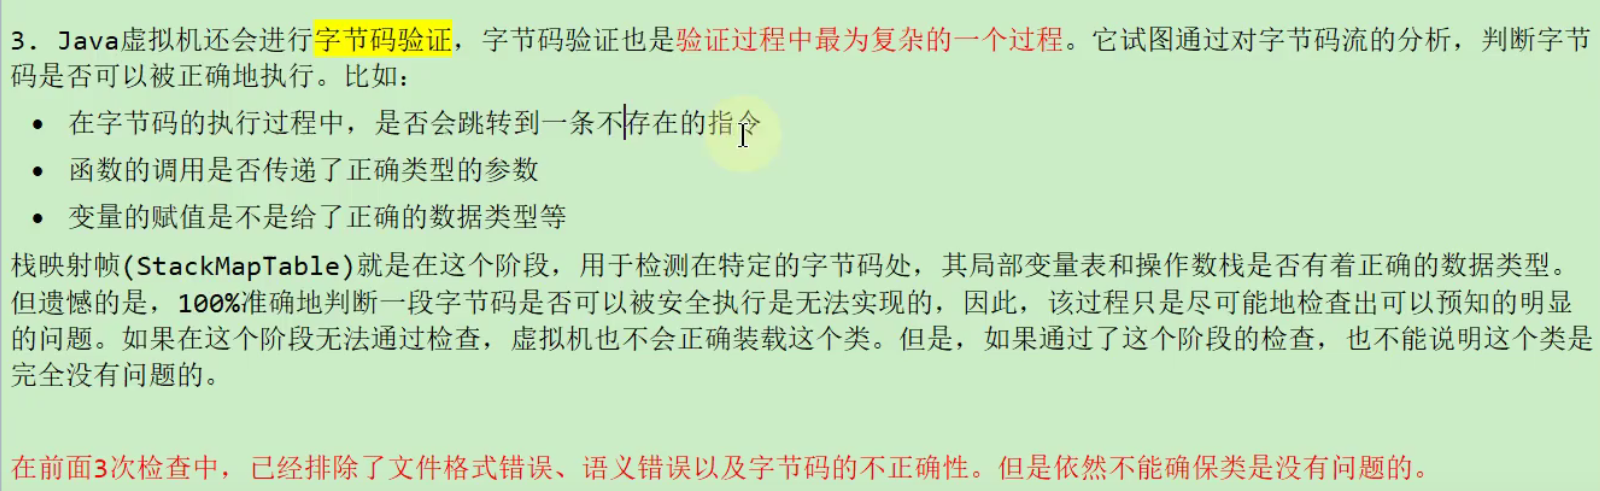 3. Java虚拟机还会进行字节码验证，字节码验证也是验证过程中最为复杂的一个过程。它试图通过对字节码流的分析，判断字节
码是否可以被正确地执行。比如：
• 在字节码的执行过程中，是否会跳转到一条不存在的指令
• 函数的调用是否传递了正确类型的参数
• 变量的赋值是不是给了正确的数据类型等
栈映射帧(StackMapTable)就是在这个阶段，用于检测在特定的字节码处，其局部变量表和操作数栈是否有着正确的数据类型。
但遗憾的是，100%准确地判断一段字节码是否可以被安全执行是无法实现的，因此，该过程只是尽可能地检查出可以预知的明显
的问题。如果在这个阶段无法通过检查，虚拟机也不会正确装载这个类。但是，如果通过了这个阶段的检查，也不能说明这个类是
完全没有问题的。
在前面3次检查中，已经排除了文件格式错误、语义错误以及字节码的不正确性。但是依然不能确保类是没有问题的。